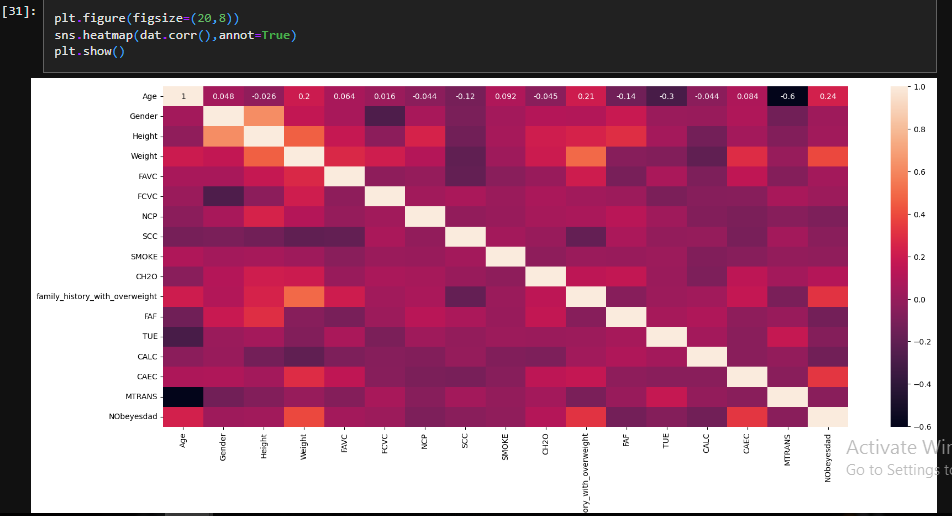 [31]:
plt.figure(figsize=(20,8))
sns.heatmap(dat.corr(),annot=True)
plt.show()
Age 1 0.048 -0.026 0.2 0.064 0.016 -0.044 -0.12 0.092 -0.045 0.21 -0.14 -0.3 -0.044 0.084 -0.6 0.24
Gender
Height
Weight
FAVC
FCVC
NCP
SCC
SMOKE
CH2O
family_history_with_overweight
FAF
TUE
CALC
CAEC
MTRANS
NObeyesdad
Age
Gender
Height
Weight
FAVC
FCVC
NCP
SCC
SMOKE
CH2O
ory_with_overweight
FAF
TUE
CALC
CAEC
MTRANS
NObeyesdad
1.0
0.8
0.6
0.4
0.2
0.0
−0.2
−0.4
−0.6
Activate Win
Go to Settings to